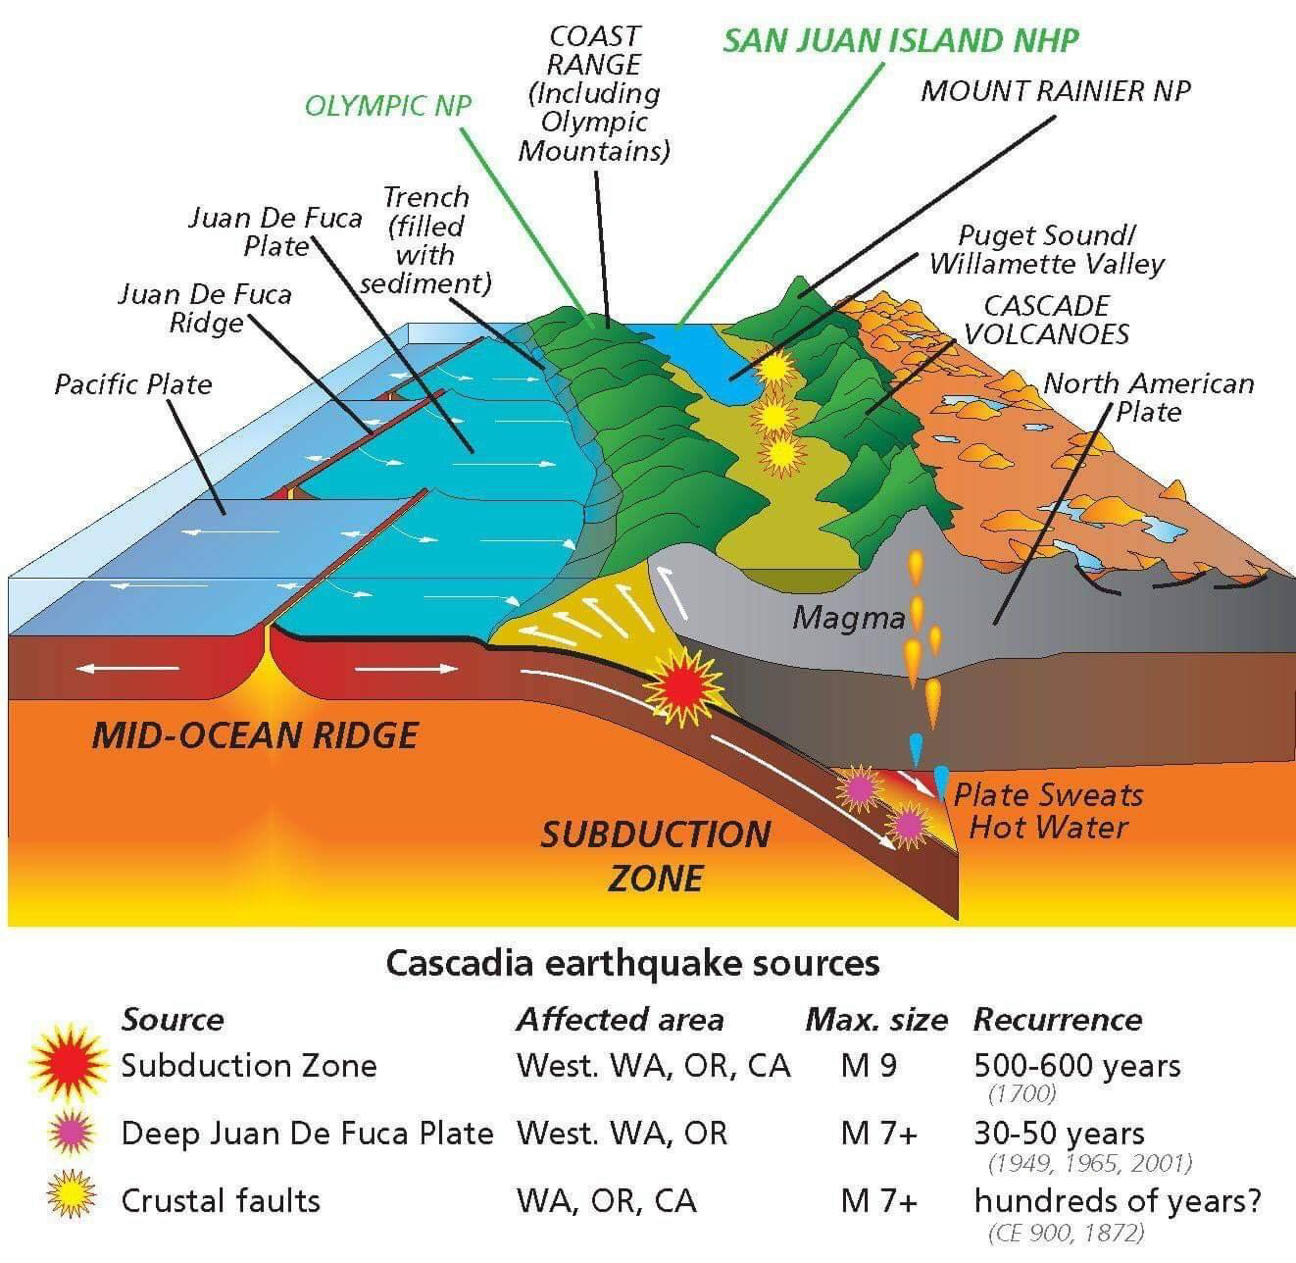 COAST
RANGE
(Including
Olympic
Mountains)
SAN JUAN ISLAND NHP
MOUNT RAINIER NP
OLYMPIC NP
Trench
(filled
with
sediment)
Juan De Fuca
Plate
Puget Sound/
Willamette Valley
Juan De Fuca
Ridge
CASCADE
VOLCANOES
Pacific Plate
North American
Plate
Magma
MID-OCEAN RIDGE
Plate Sweats
Hot Water
SUBDUCTION
ZONE
Cascadia earthquake sources
Source Affected area Max. size Recurrence
Subduction Zone West. WA, OR, CA M 9 500-600 years
(1700)
Deep Juan De Fuca Plate West. WA, OR M 7+ 30-50 years
(1949, 1965, 2001)
Crustal faults WA, OR, CA M 7+ hundreds of years?
(CE 900, 1872)